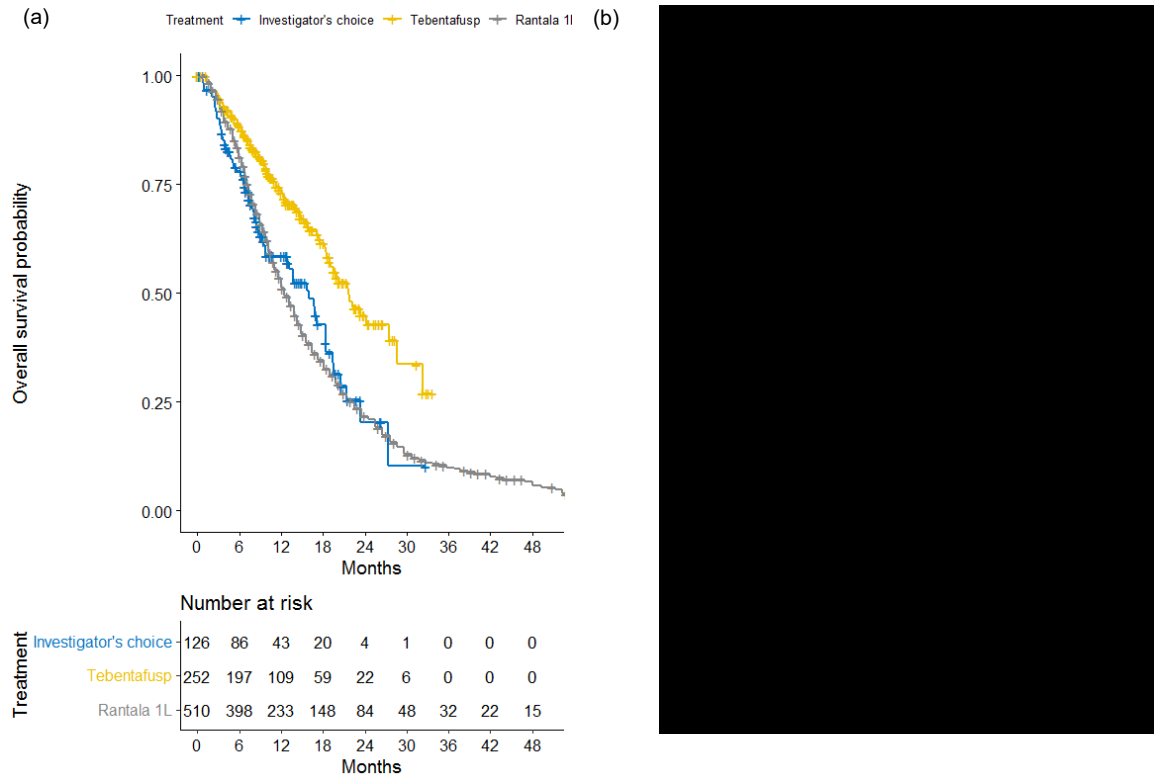 (a)
Treatment Investigator's choice Tebentafusp Rantala 1L
(b)
Overall survival probability
1.00
0.75
0.50
0.25
0.00
0 6 12 18 24 30 36 42 48
Months
Number at risk
Treatment
Investigator's choice 126 86 43 20 4 1 0 0 0
Tebentafusp 252 197 109 59 22 6 0 0 0
Rantala 1L 510 398 233 148 84 48 32 22 15
0 6 12 18 24 30 36 42 48
Months